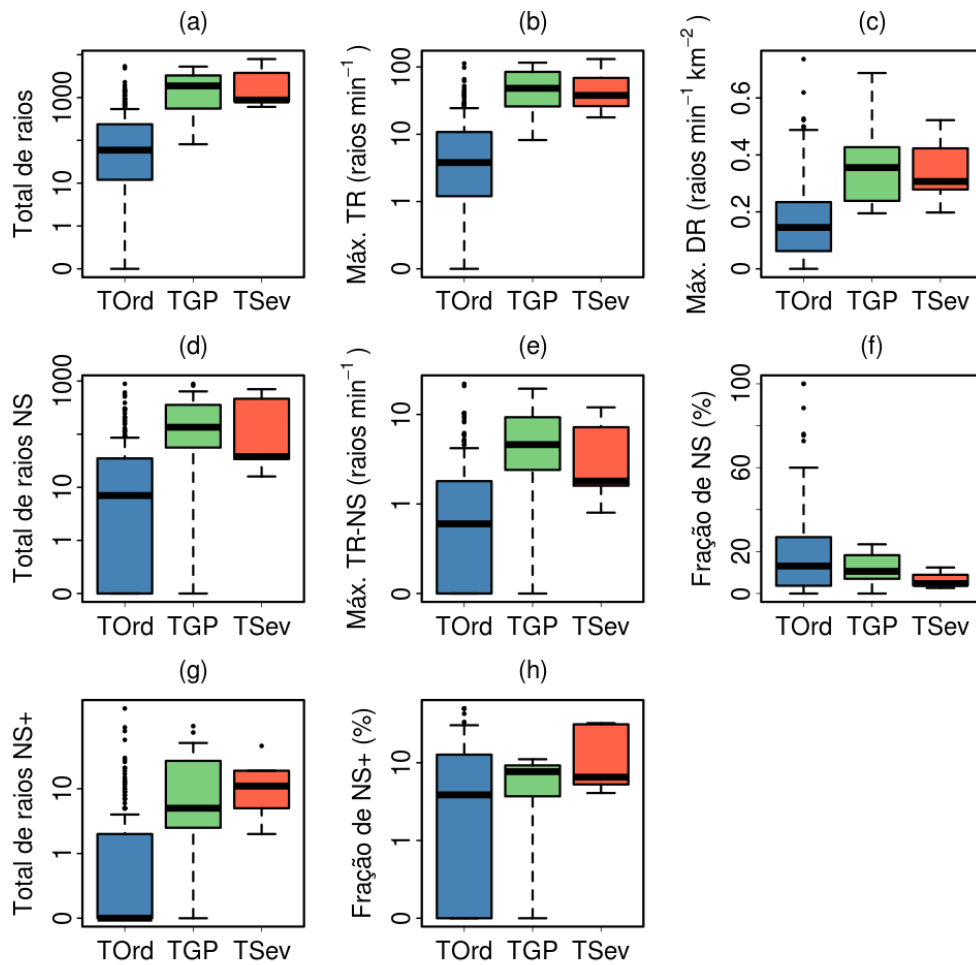 (a)
Total de raios
1000
10
1
0
TOrd TGP TSev
(b)
Máx. TR (raios min⁻¹ )
100
10
1
0
TOrd TGP TSev
(c)
Máx. DR (raios min⁻¹ km⁻²)
0.6
0.4
0.2
0
TOrd TGP TSev
(d)
Total de raios NS
1000
10
1
0
TOrd TGP TSev
(e)
Máx. TR-NS (raios min⁻¹ )
10
1
0
TOrd TGP TSev
(f)
Fração de NS (%)
100
60
20
0
TOrd TGP TSev
(g)
Total de raios NS+
10
1
0
TOrd TGP TSev
(h)
Fração de NS+ (%)
10
1
0
TOrd TGP TSev